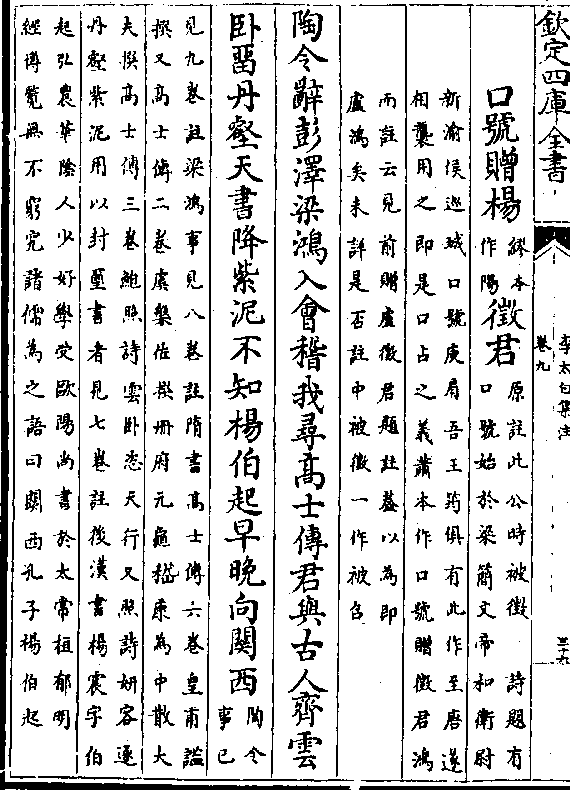 欽定四庫全書
李太白集注
卷九
三十九
口號贈楊繆本作陽徵君原註此公時被徵 詩題有
口號始於梁簡文帝和衛尉
新渝侯巡城口號庾肩吾王筠俱有此作至唐遂
相襲用之即是口占之義蕭本作口號贈徵君鴻
而註云見前贈盧徵君題註蓋以為即
盧鴻矣未詳是否註中被徵一作被召
陶令辭彭澤梁鴻入會稽我尋高士傳君與古人齊雲
卧留丹壑天書降紫泥不知楊伯起早晚向關西陶令事已
見九卷註梁鴻事見八卷註隋書高士傳六卷皇甫謐
撰又高士傳二卷虞槃佐撰册府元龜嵇康為中散大
夫撰高士傳三卷鮑照詩雲卧恣天行又照詩妍容逐
丹壑紫泥用以封璽書者見七卷註後漢書楊震字伯
起弘農華陰人少好學受歐陽尚書於太常桓郁明
經博覽無不窮究諸儒為之語曰關西孔子楊伯起